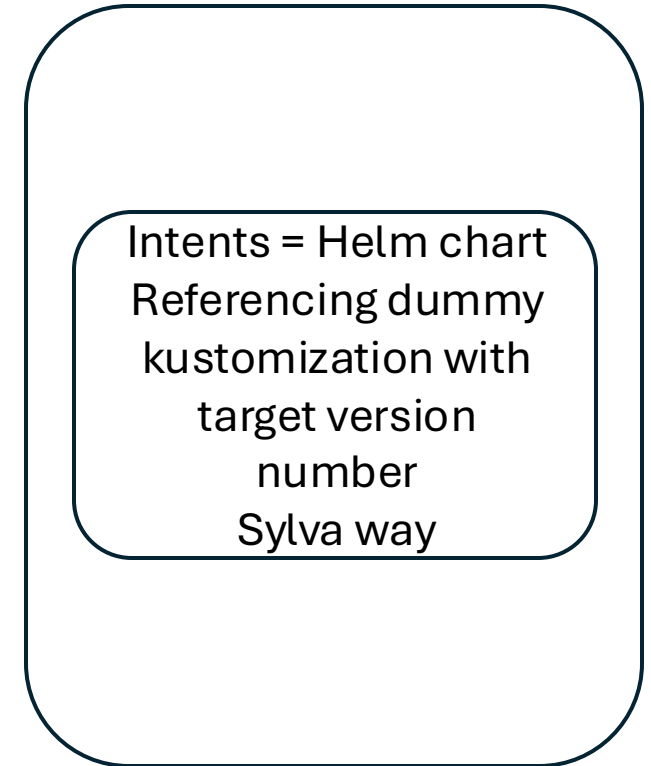 Intents = Helm chart
Referencing dummy
kustomization with
target version
number
Sylva way